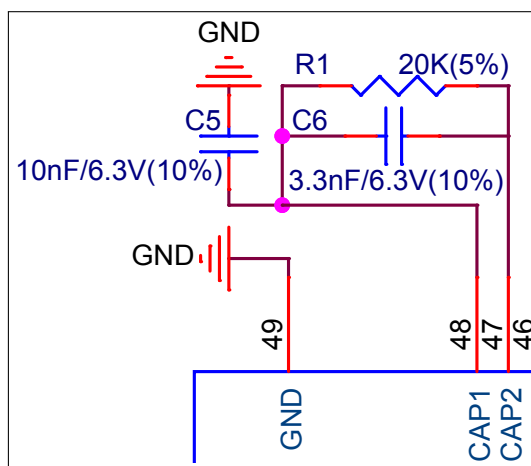 GND
R1 20K(5%)
C5 C6
10nF/6.3V(10%) 3.3nF/6.3V(10%)
GND
49 48 47 46
GND CAP1 CAP2